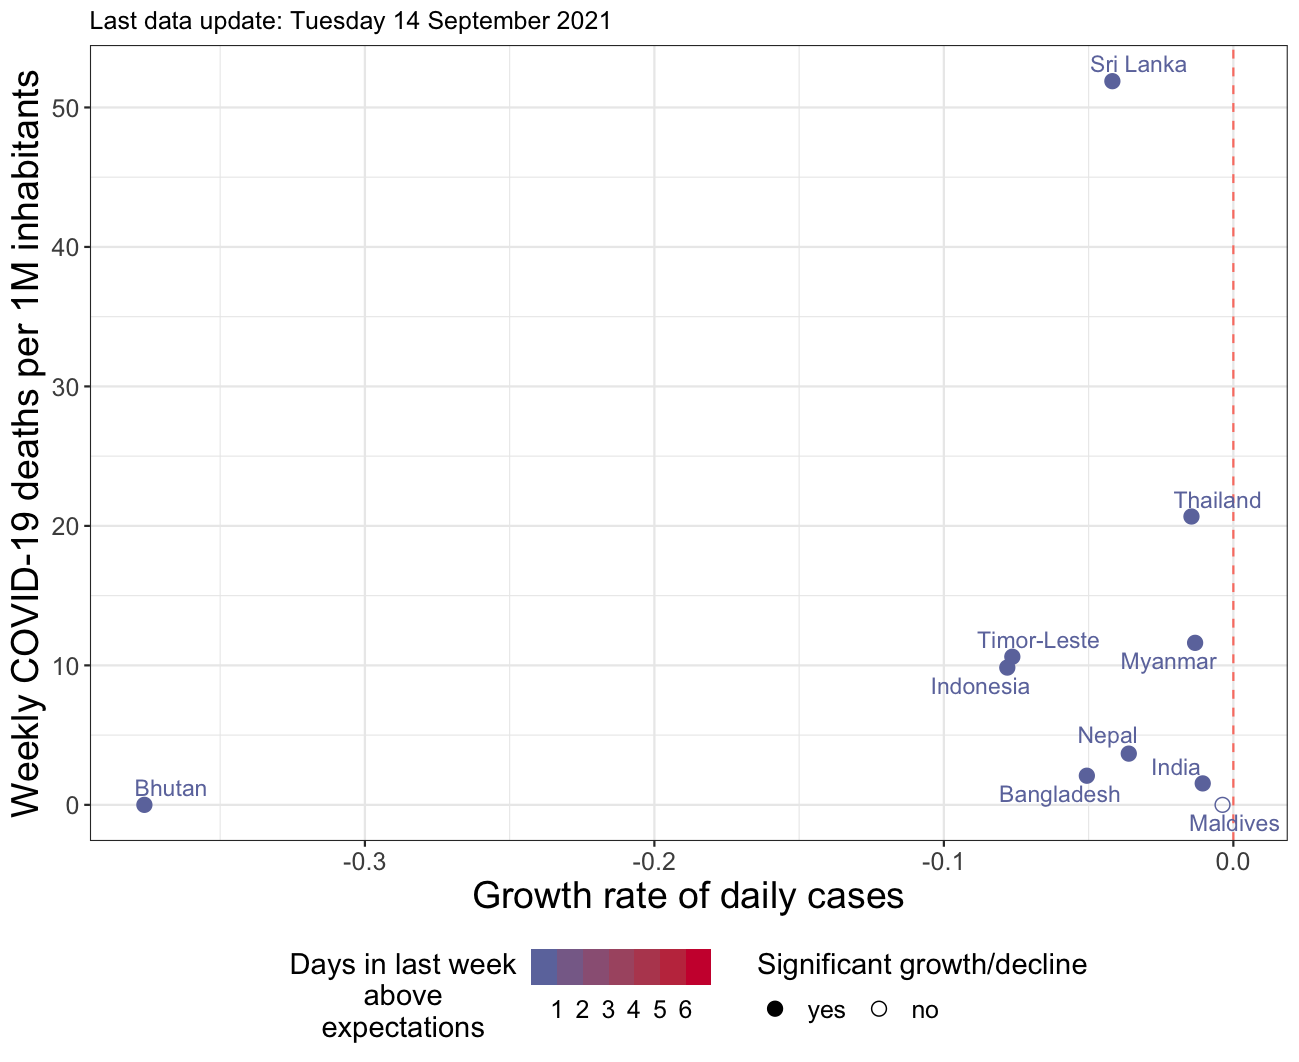 Last data update: Tuesday 14 September 2021
Weekly COVID-19 deaths per 1M inhabitants
50
40
30
20
10
0
Sri Lanka
Thailand
Timor-Leste
Myanmar
Indonesia
Nepal
India
Bangladesh
Bhutan
Maldives
-0.3
-0.2
-0.1
0.0
Growth rate of daily cases
Days in last week
above
expectations
1 2 3 4 5 6
Significant growth/decline
yes
no